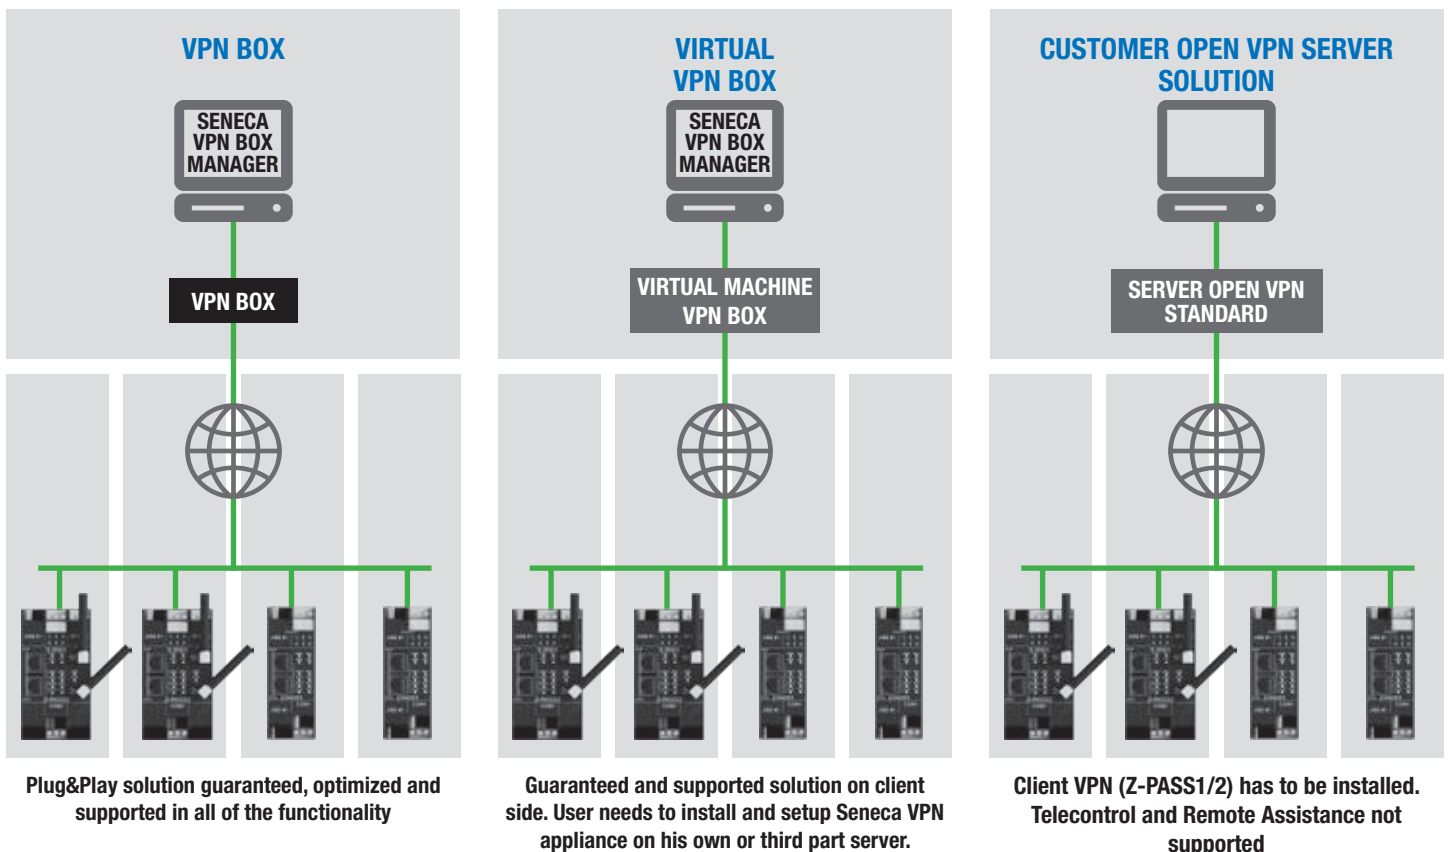 VPN BOX
SENECA
VPN BOX
MANAGER
VPN BOX
Plug&Play solution guaranteed, optimized and
supported in all of the functionality
VIRTUAL
VPN BOX
SENECA
VPN BOX
MANAGER
VIRTUAL MACHINE
VPN BOX
Guaranteed and supported solution on client
side. User needs to install and setup Seneca VPN
appliance on his own or third part server.
CUSTOMER OPEN VPN SERVER
SOLUTION
SERVER OPEN VPN
STANDARD
Client VPN (Z-PASS1/2) has to be installed.
Telecontrol and Remote Assistance not
supported